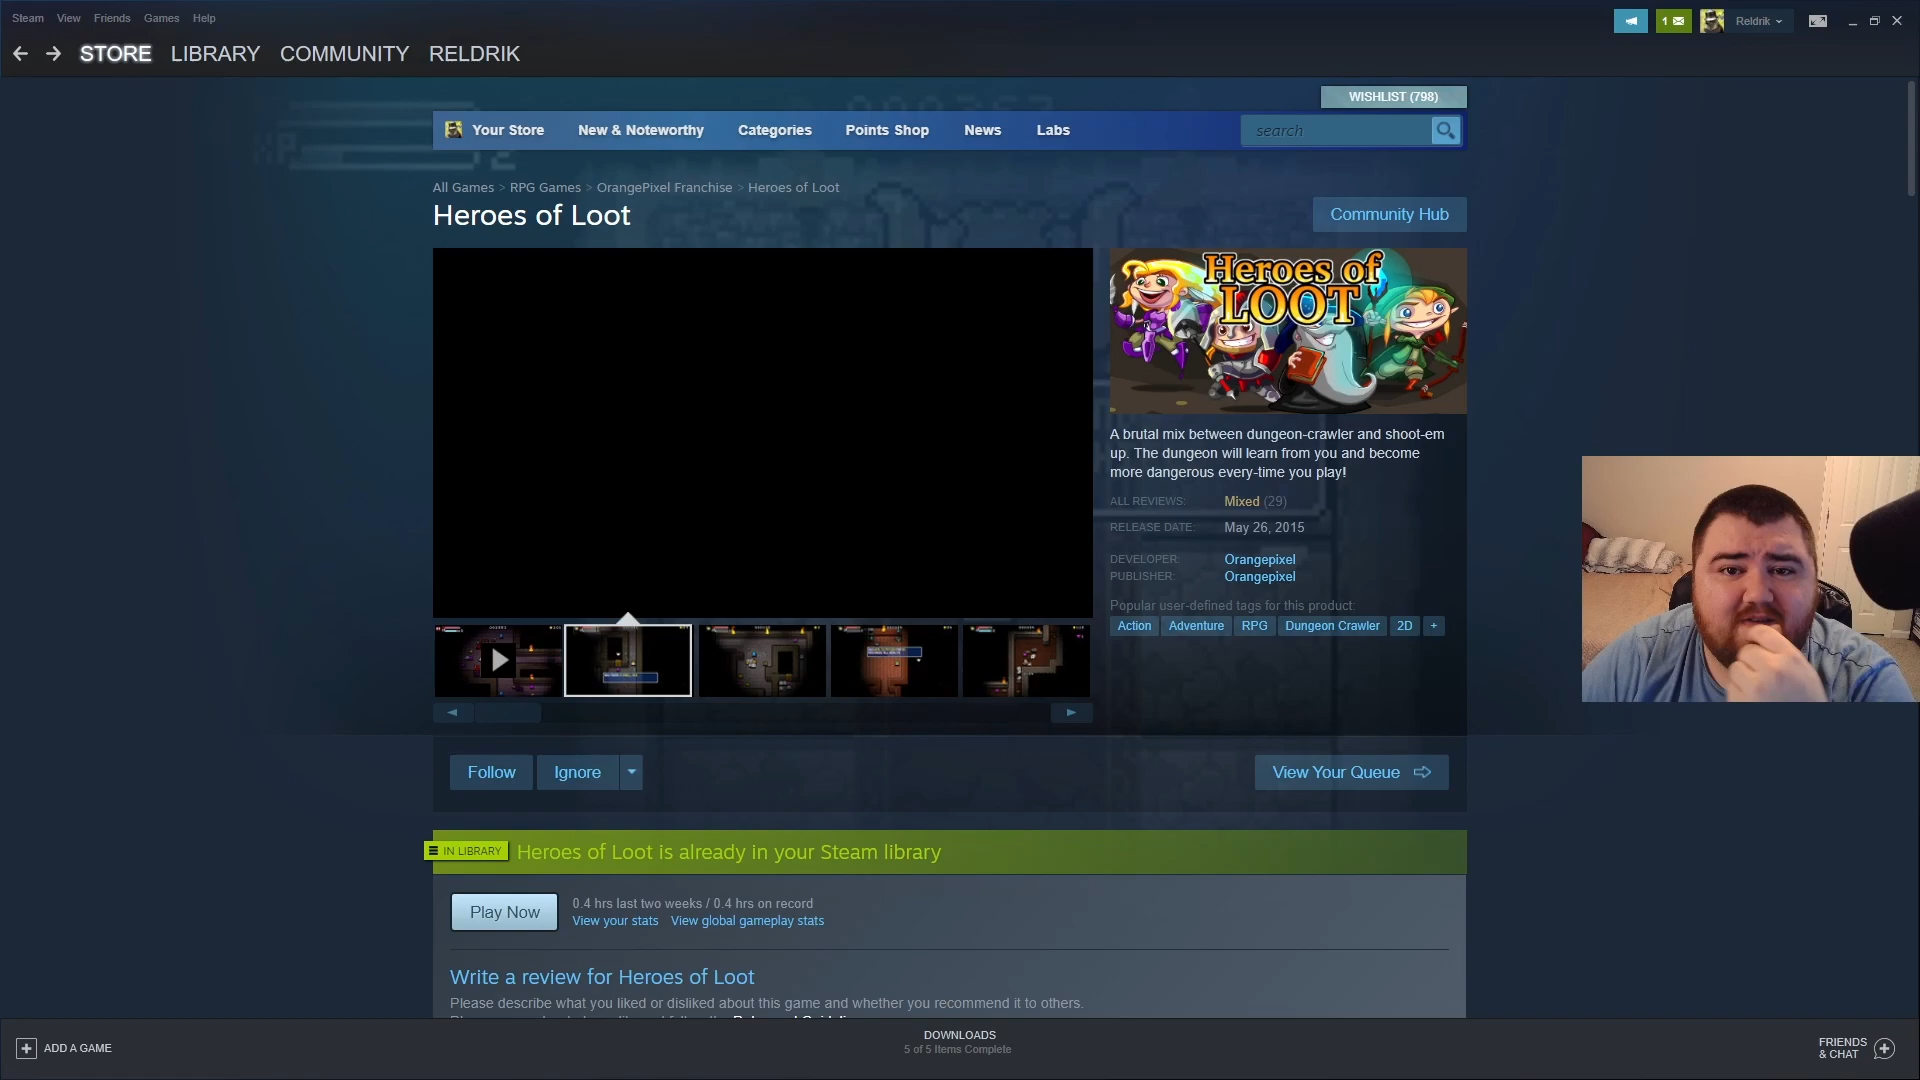 Steam View Friends Games Help
1
Reldrik
STORE LIBRARY COMMUNITY RELDRIK
WISHLIST (798)
Your Store New & Noteworthy Categories Points Shop News Labs
search
All Games > RPG Games > OrangePixel Franchise > Heroes of Loot
Heroes of Loot
Community Hub
Heroes of
LOOT
A brutal mix between dungeon-crawler and shoot-em
up. The dungeon will learn from you and become
more dangerous every-time you play!
ALL REVIEWS: Mixed (29)
RELEASE DATE: May 26, 2015
DEVELOPER: Orangepixel
PUBLISHER: Orangepixel
Popular user-defined tags for this product:
Action Adventure RPG Dungeon Crawler 2D +
Follow Ignore
View Your Queue
IN LIBRARY Heroes of Loot is already in your Steam library
Play Now
0.4 hrs last two weeks / 0.4 hrs on record
View your stats View global gameplay stats
Write a review for Heroes of Loot
Please describe what you liked or disliked about this game and whether you recommend it to others.
ADD A GAME
DOWNLOADS
5 of 5 Items Complete
FRIENDS
& CHAT